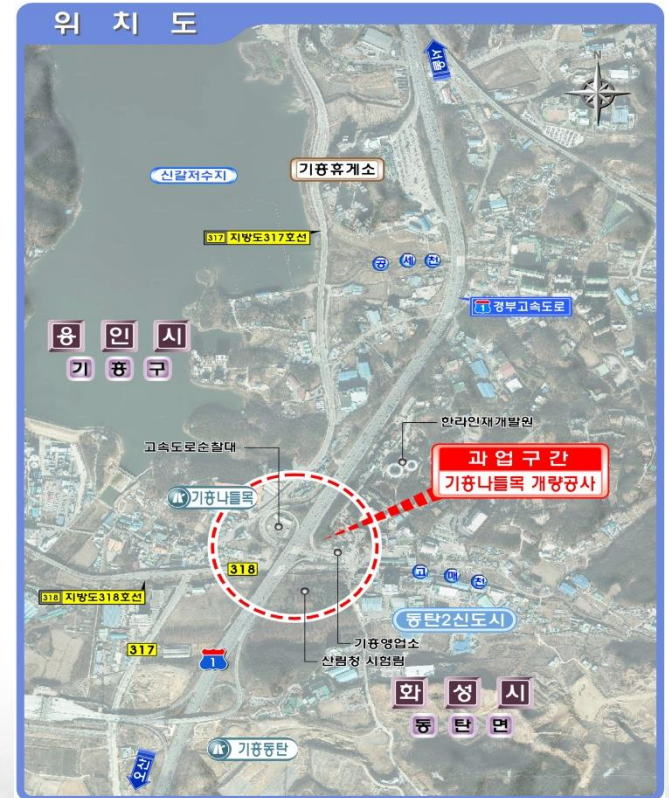 위 치 도
서울
신갈저수지
기흥휴게소
317 지방도317호선
공 세 천
1 경부고속도로
용 인 시
기 흥 구
한라인재개발원
고속도로순찰대
과 업 구 간
기흥나들목 개량공사
기흥나들목
318
고 매 천
318 지방도318호선
동탄2신도시
기흥영업소
317
산림청 시험림
1
화 성 시
동 탄 면
기흥동탄
오산